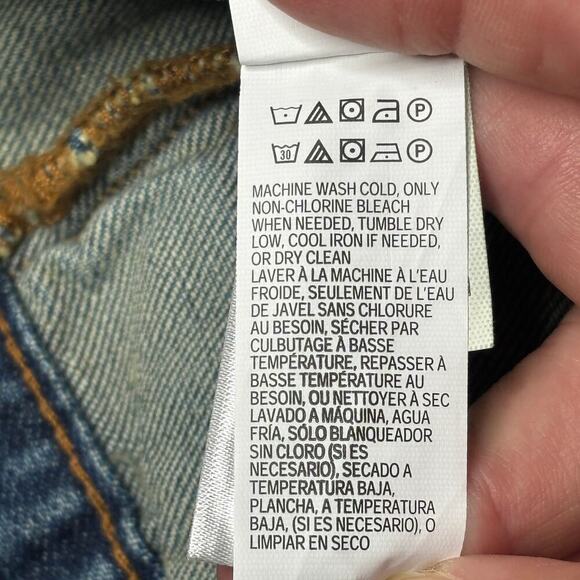 P
30 P
MACHINE WASH COLD, ONLY
NON-CHLORINE BLEACH
WHEN NEEDED, TUMBLE DRY
LOW, COOL IRON IF NEEDED,
OR DRY CLEAN
LAVER À LA MACHINE À L'EAU
FROIDE, SEULEMENT DE L'EAU
DE JAVEL SANS CHLORURE
AU BESOIN, SÉCHER PAR
CULBUTAGE À BASSE
TEMPÉRATURE, REPASSER À
BASSE TEMPÉRATURE AU
BESOIN, OU NETTOYER À SEC
LAVADO A MÁQUINA, AGUA
FRÍA, SÓLO BLANQUEADOR
SIN CLORO (SI ES
NECESARIO), SECADO A
TEMPERATURA BAJA,
PLANCHA, A TEMPERATURA
BAJA, (SI ES NECESARIO), O
LIMPIAR EN SECO